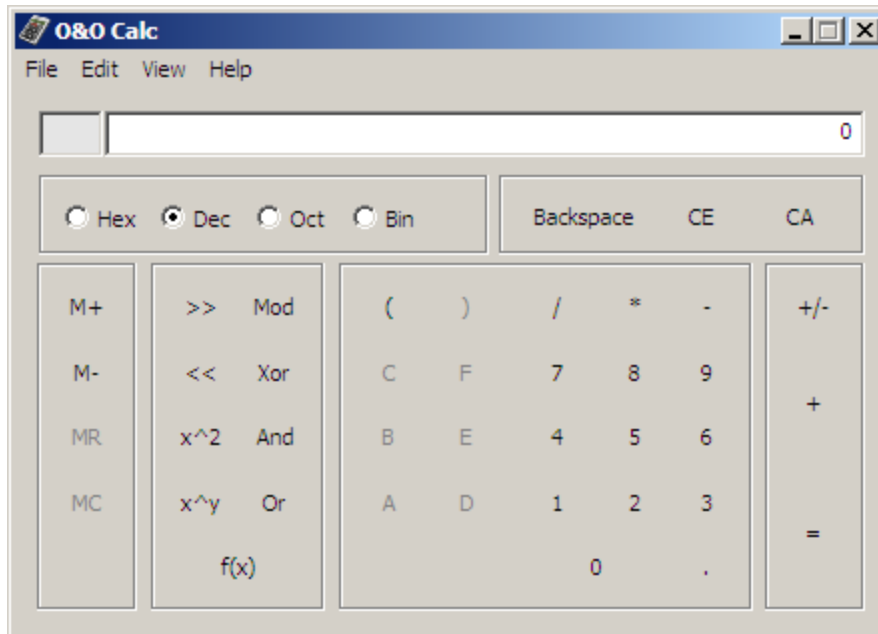 O&O Calc
File Edit View Help
0
Hex Dec Oct Bin Backspace CE CA
M+ >> Mod ( ) / * - +/-
M- << Xor C F 7 8 9
+
MR x^2 And B E 4 5 6
MC x^y Or A D 1 2 3
=
f(x) 0 .